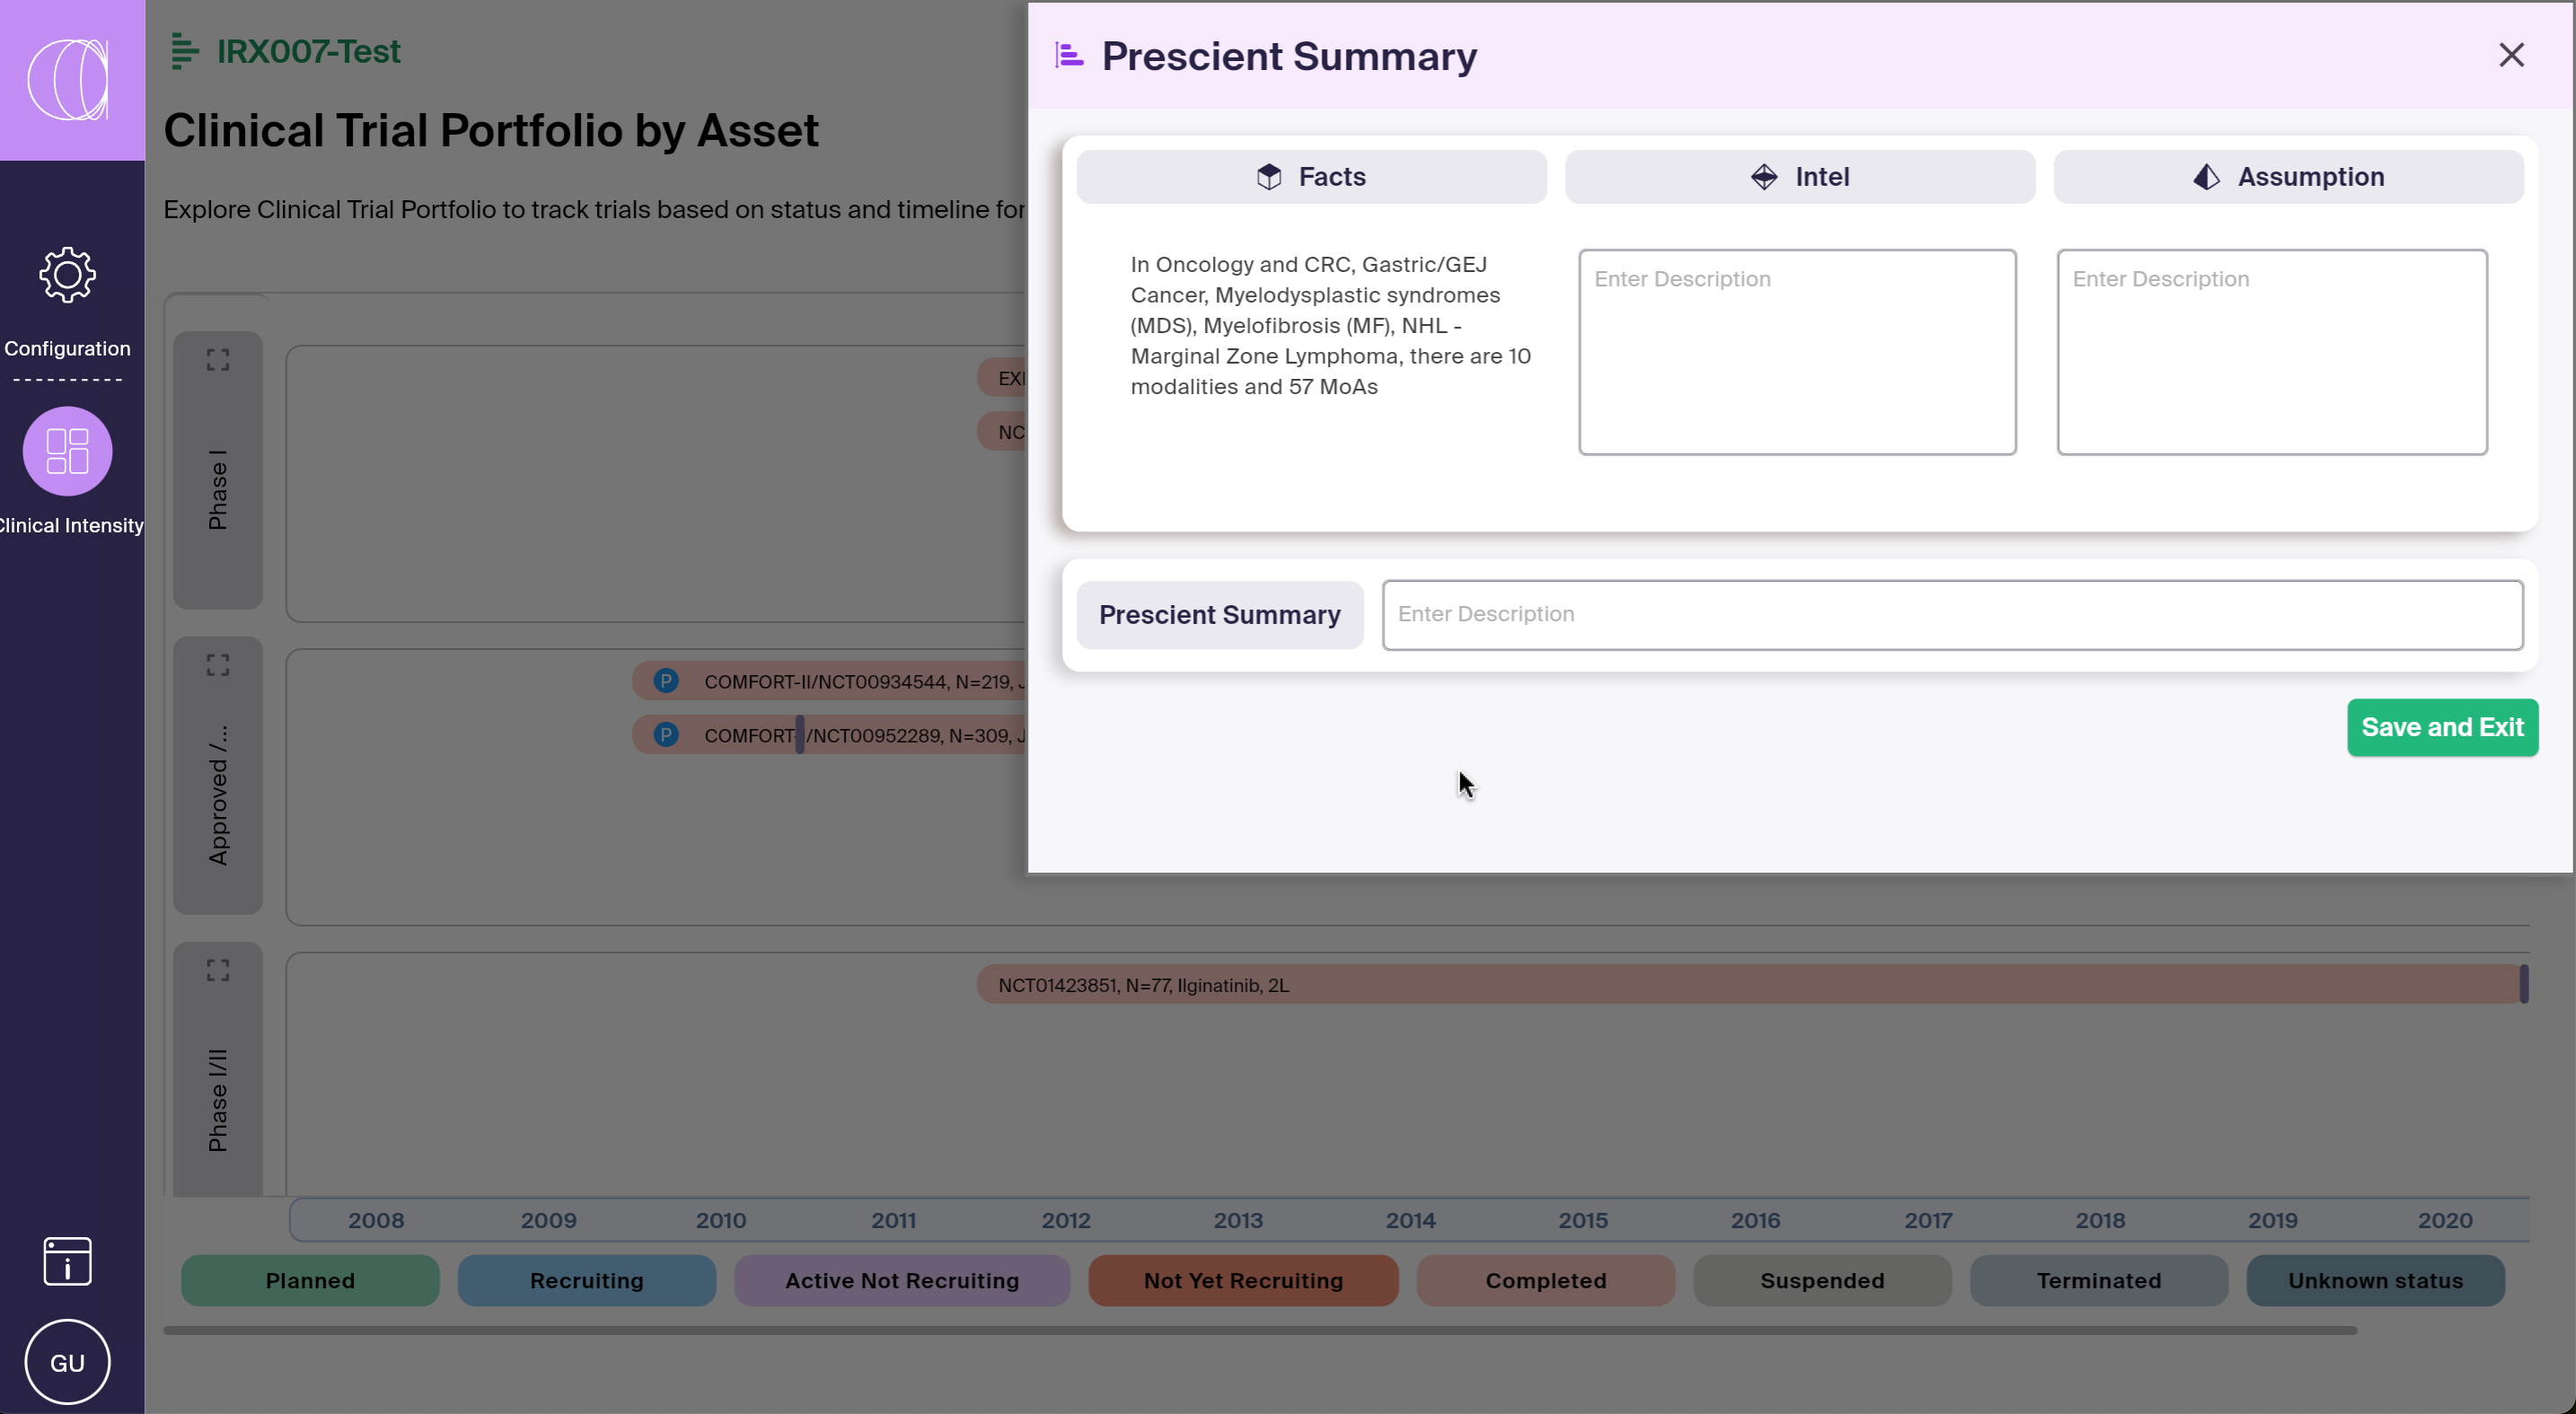 IRX007-Test
Clinical Trial Portfolio by Asset
Explore Clinical Trial Portfolio to track trials based on status and timeline for
Configuration
Clinical Intensity
GU
Prescient Summary
Facts
Intel
Assumption
In Oncology and CRC, Gastric/GEJ
Cancer, Myelodysplastic syndromes
(MDS), Myelofibrosis (MF), NHL -
Marginal Zone Lymphoma, there are 10
modalities and 57 MoAs
Enter Description
Enter Description
Prescient Summary
Enter Description
Save and Exit
Phase I
EXI
NC
Approved /...
P
COMFORT-II/NCT00934544, N=219, J
P
COMFORT-/NCT00952289, N=309, J
Phase I/II
NCT01423851, N=77, Ilginatinib, 2L
2008 2009 2010 2011 2012 2013 2014 2015 2016 2017 2018 2019 2020
Planned
Recruiting
Active Not Recruiting
Not Yet Recruiting
Completed
Suspended
Terminated
Unknown status